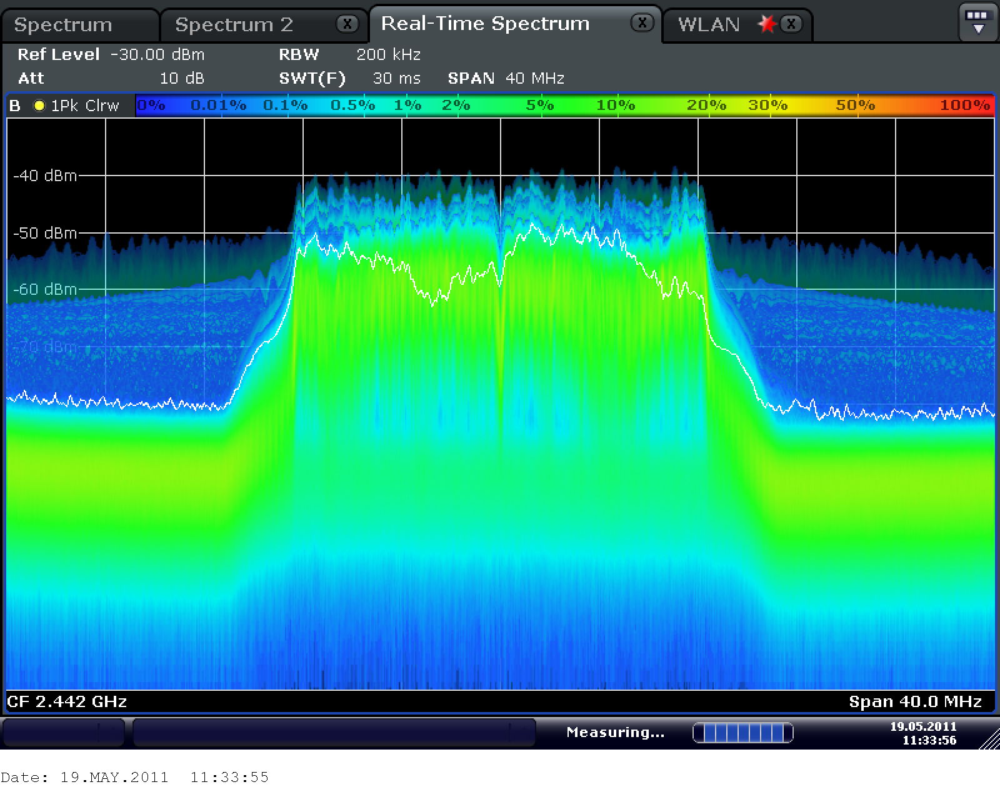 Spectrum Spectrum 2 X Real-Time Spectrum X WLAN X
Ref Level -30.00 dBm RBW 200 kHz
Att 10 dB SWT(F) 30 ms SPAN 40 MHz
B 1Pk Clrw 0% 0.01% 0.1% 0.5% 1% 2% 5% 10% 20% 30% 50% 100%
-40 dBm
-50 dBm
-60 dBm
-70 dBm
CF 2.442 GHz Span 40.0 MHz
Measuring... 19.05.2011
11:33:56
Date: 19.MAY.2011 11:33:55